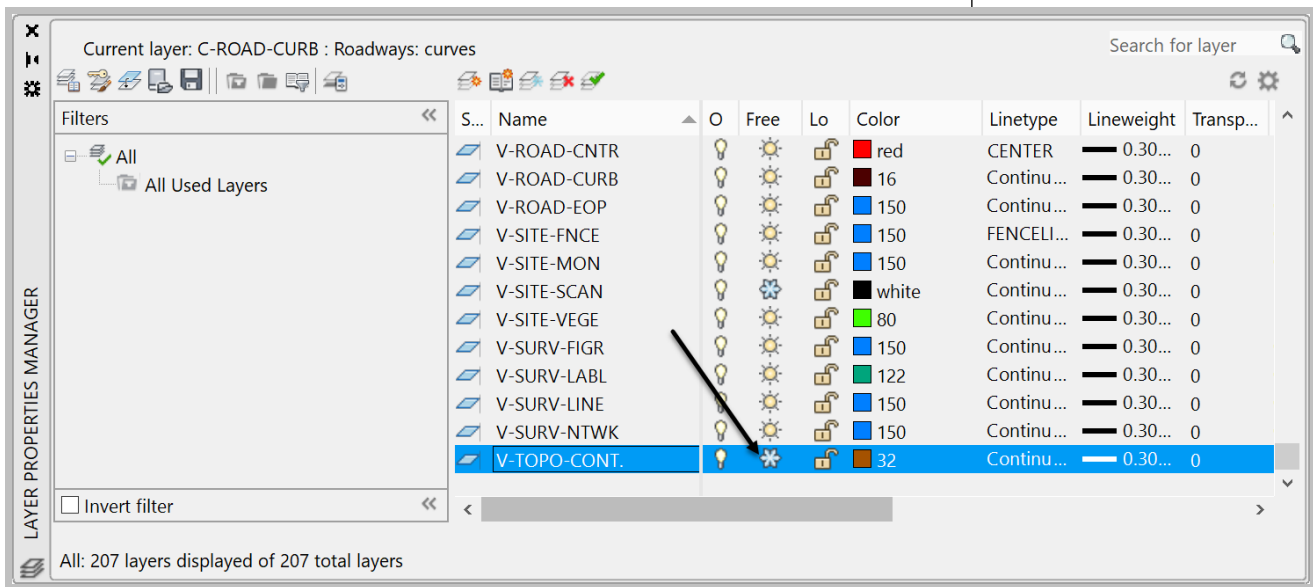 Current layer: C-ROAD-CURB : Roadways: curves
Search for layer
Filters
S... Name O Free Lo Color Linetype Lineweight Transp...
All
All Used Layers
V-ROAD-CNTR red CENTER 0.30... 0
V-ROAD-CURB 16 Continu... 0.30... 0
V-ROAD-EOP 150 Continu... 0.30... 0
V-SITE-FNCE 150 FENCELI... 0.30... 0
V-SITE-MON 150 Continu... 0.30... 0
V-SITE-SCAN white Continu... 0.30... 0
V-SITE-VEGE 80 Continu... 0.30... 0
V-SURV-FIGR 150 Continu... 0.30... 0
V-SURV-LABL 122 Continu... 0.30... 0
V-SURV-LINE 150 Continu... 0.30... 0
V-SURV-NTWK 150 Continu... 0.30... 0
V-TOPO-CONT. 32 Continu... 0.30... 0
Invert filter
All: 207 layers displayed of 207 total layers
LAYER PROPERTIES MANAGER